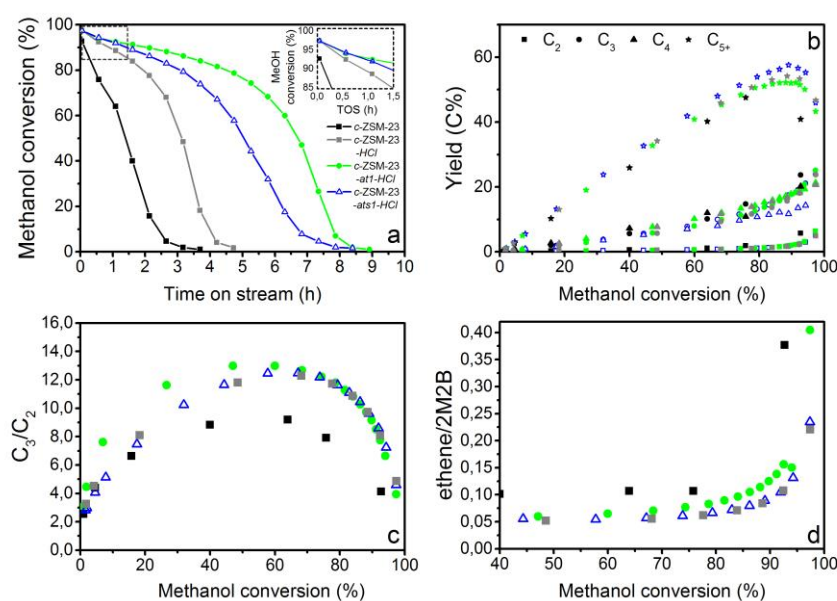 100
80
60
40
20
0
Methanol conversion (%)
0 1 2 3 4 5 6 7 8 9 10
Time on stream (h)
100
95
90
85
MeOH
conversion (%)
0,0 0,5 1,0 1,5
TOS (h)
c-ZSM-23
c-ZSM-23
-HCl
c-ZSM-23
-at1-HCl
c-ZSM-23
-ats1-HCl
a
C₂ C₃ C₄ C₅₊
b
60
40
20
0
Yield (C%)
0 20 40 60 80 100
Methanol conversion (%)
16,0
14,0
12,0
10,0
8,0
6,0
4,0
2,0
0,0
C₃/C₂
0 20 40 60 80 100
Methanol conversion (%)
c
0,40
0,35
0,30
0,25
0,20
0,15
0,10
0,05
0,00
ethene/2M2B
40 50 60 70 80 90 100
Methanol conversion (%)
d